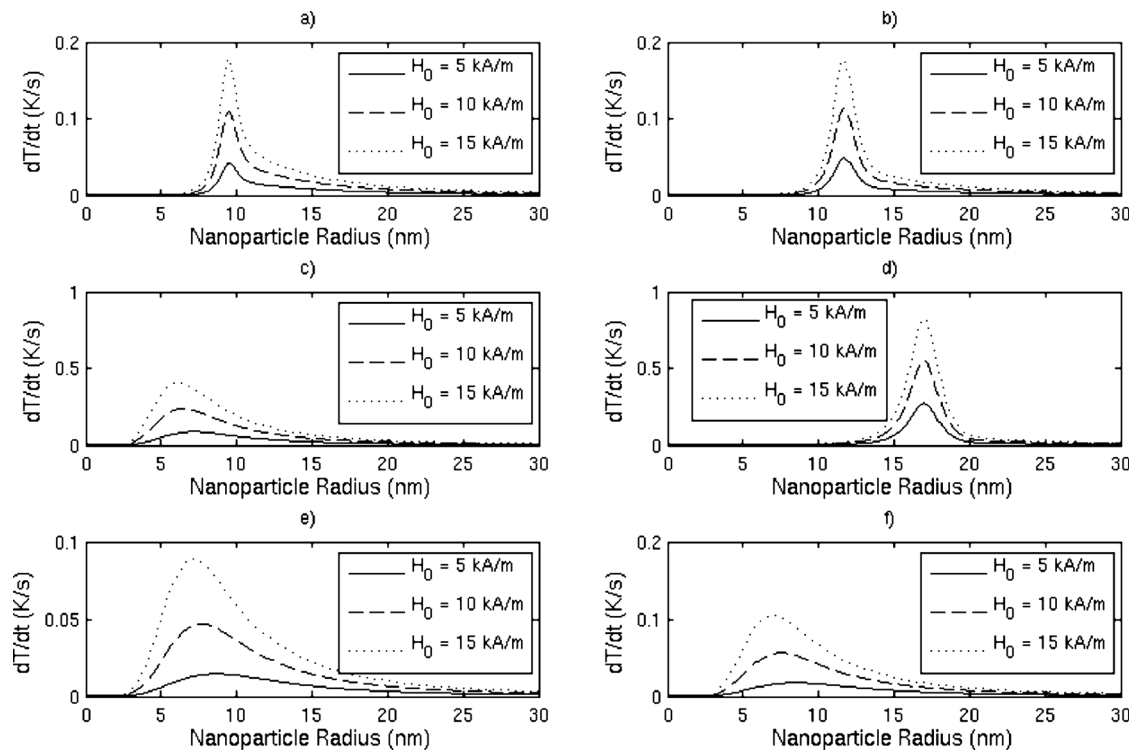 a)
0.2
0.1
0
dT/dt (K/s)
H0 = 5 kA/m
H0 = 10 kA/m
H0 = 15 kA/m
0 5 10 15 20 25 30
Nanoparticle Radius (nm)
b)
0.2
0.1
0
dT/dt (K/s)
H0 = 5 kA/m
H0 = 10 kA/m
H0 = 15 kA/m
0 5 10 15 20 25 30
Nanoparticle Radius (nm)
c)
1
0.5
0
dT/dt (K/s)
H0 = 5 kA/m
H0 = 10 kA/m
H0 = 15 kA/m
0 5 10 15 20 25 30
Nanoparticle Radius (nm)
d)
1
0.5
0
dT/dt (K/s)
H0 = 5 kA/m
H0 = 10 kA/m
H0 = 15 kA/m
0 5 10 15 20 25 30
Nanoparticle Radius (nm)
e)
0.1
0.05
0
dT/dt (K/s)
H0 = 5 kA/m
H0 = 10 kA/m
H0 = 15 kA/m
0 5 10 15 20 25 30
Nanoparticle Radius (nm)
f)
0.2
0.1
0
dT/dt (K/s)
H0 = 5 kA/m
H0 = 10 kA/m
H0 = 15 kA/m
0 5 10 15 20 25 30
Nanoparticle Radius (nm)